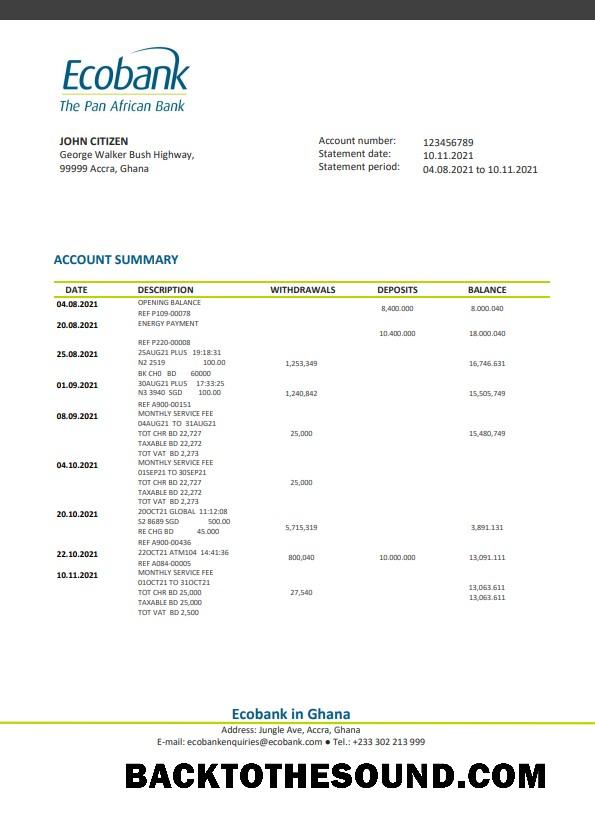 Ecobank
The Pan African Bank
JOHN CITIZEN
George Walker Bush Highway,
99999 Accra, Ghana
Account number: 123456789
Statement date: 10.11.2021
Statement period: 04.08.2021 to 10.11.2021
ACCOUNT SUMMARY
DATE DESCRIPTION WITHDRAWALS DEPOSITS BALANCE
04.08.2021 OPENING BALANCE
8,400.000 8.000.040
REF P109-00078
20.08.2021 ENERGY PAYMENT
10.400.000 18.000.040
REF P220-00008
25.08.2021 25AUG21 PLUS 19:18:31
N2 2519 100.00 1,253,349 16,746.631
BK CH0 BD 60000
01.09.2021 30AUG21 PLUS 17:33:25
N3 3940 SGD 100.00 1,240,842 15,505,749
REF A900-00151
08.09.2021 MONTHLY SERVICE FEE
04AUG21 TO 31AUG21
TOT CHR BD 22,727 25,000 15,480,749
TAXABLE BD 22,272
TOT VAT BD 2,273
04.10.2021 MONTHLY SERVICE FEE
01SEP21 TO 30SEP21
TOT CHR BD 22,727 25,000
TAXABLE BD 22,272
TOT VAT BD 2,273
20.10.2021 20OCT21 GLOBAL 11:12:08
S2 8689 SGD 500.00
5,715,319 3,891.131
RE CHG BD 45.000
REF A900-00436
22.10.2021 22OCT21 ATM104 14:41:36
800,040 10.000.000 13,091.111
REF A084-00005
10.11.2021 MONTHLY SERVICE FEE
01OCT21 TO 31OCT21
13,063.611
TOT CHR BD 25,000 27,540
13,063.611
TAXABLE BD 25,000
TOT VAT BD 2,500
Ecobank in Ghana
Address: Jungle Ave, Accra, Ghana
E-mail: ecobankenquiries@ecobank.com ● Tel.: +233 302 213 999
BACKTOTHESOUND.COM